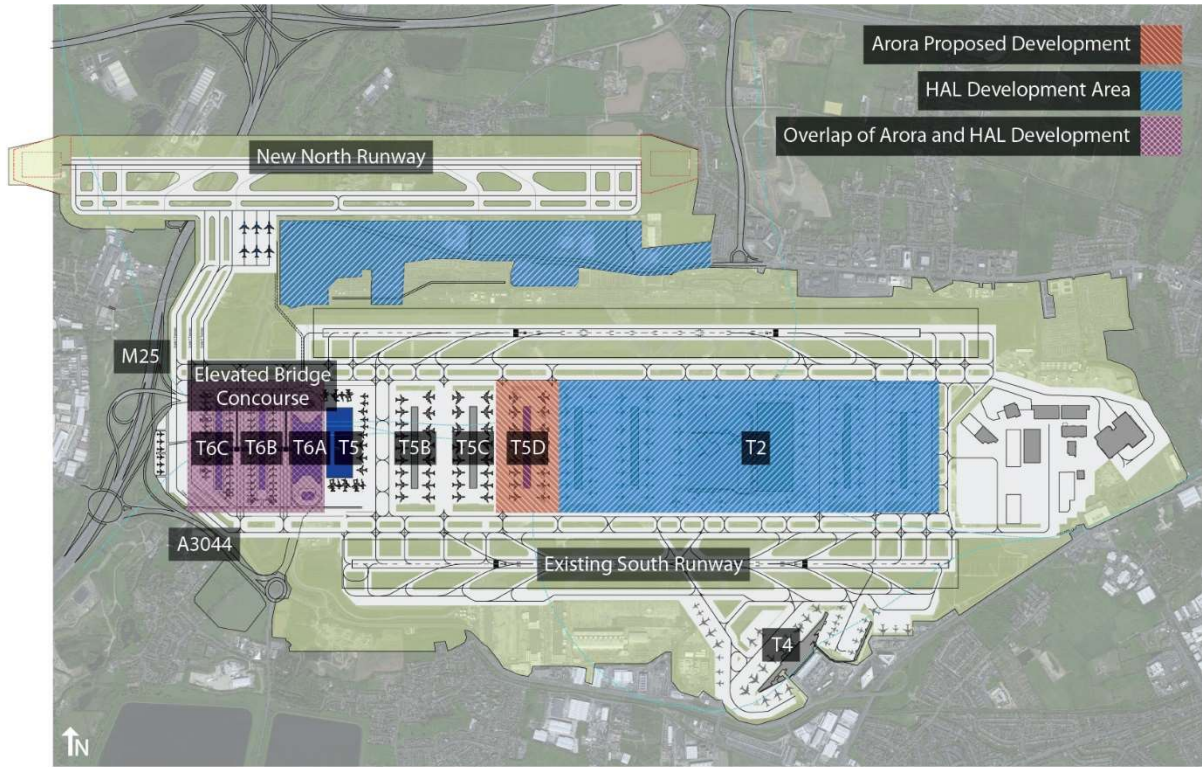 Arora Proposed Development
HAL Development Area
Overlap of Arora and HAL Development
New North Runway
M25
Elevated Bridge
Concourse
T6C
T6B
T6A
T5
T5B
T5C
T5D
T2
A3044
Existing South Runway
T4
N